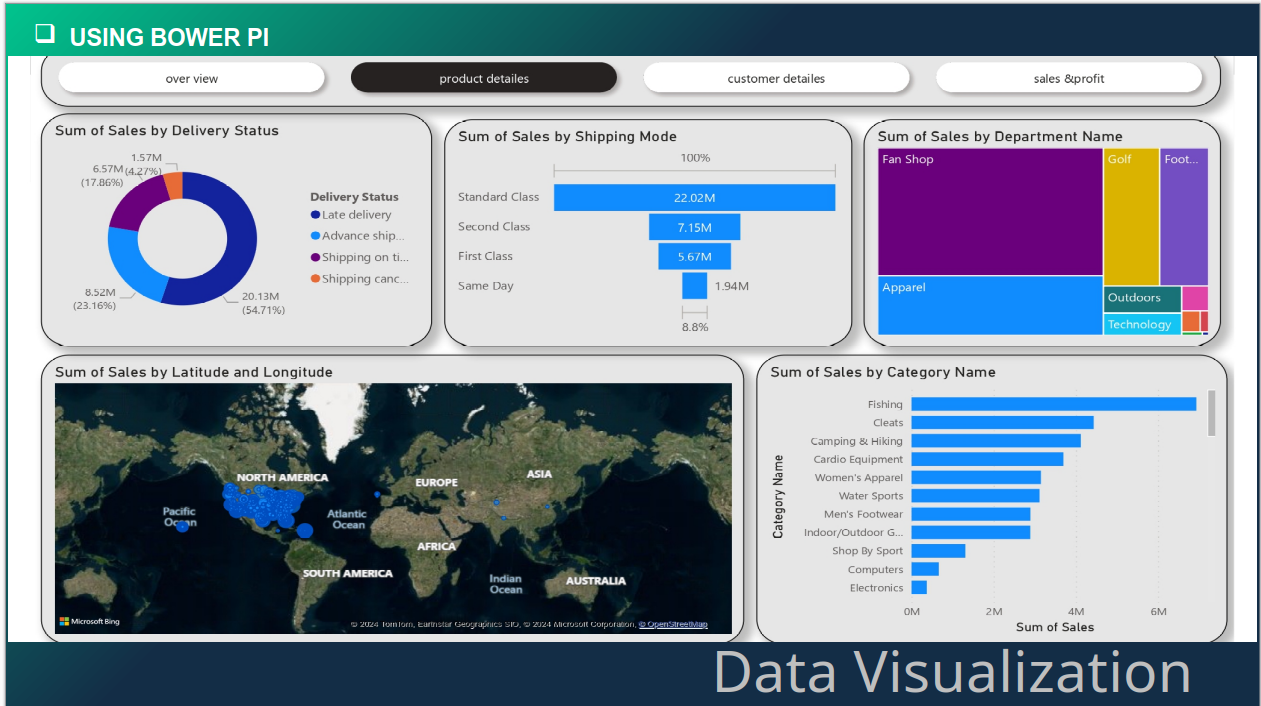 ❑ USING BOWER PI
over view
product detailes
customer detailes
sales &profit
Sum of Sales by Delivery Status
1.57M
(4.27%)
6.57M
(17.86%)
8.52M
(23.16%)
20.13M
(54.71%)
Delivery Status
Late delivery
Advance ship...
Shipping on ti...
Shipping canc...
Sum of Sales by Shipping Mode
100%
Standard Class 22.02M
Second Class 7.15M
First Class 5.67M
Same Day 1.94M
8.8%
Sum of Sales by Department Name
Fan Shop
Golf
Foot...
Apparel
Outdoors
Technology
Sum of Sales by Latitude and Longitude
NORTH AMERICA
EUROPE
ASIA
Pacific
Ocean
Atlantic
Ocean
AFRICA
SOUTH AMERICA
Indian
Ocean
AUSTRALIA
Microsoft Bing
© 2024 TomTom, Earthstar Geographics SIO, © 2024 Microsoft Corporation, © OpenStreetMap
Sum of Sales by Category Name
Category Name
Fishing
Cleats
Camping & Hiking
Cardio Equipment
Women's Apparel
Water Sports
Men's Footwear
Indoor/Outdoor G...
Shop By Sport
Computers
Electronics
0M 2M 4M 6M
Sum of Sales
Data Visualization